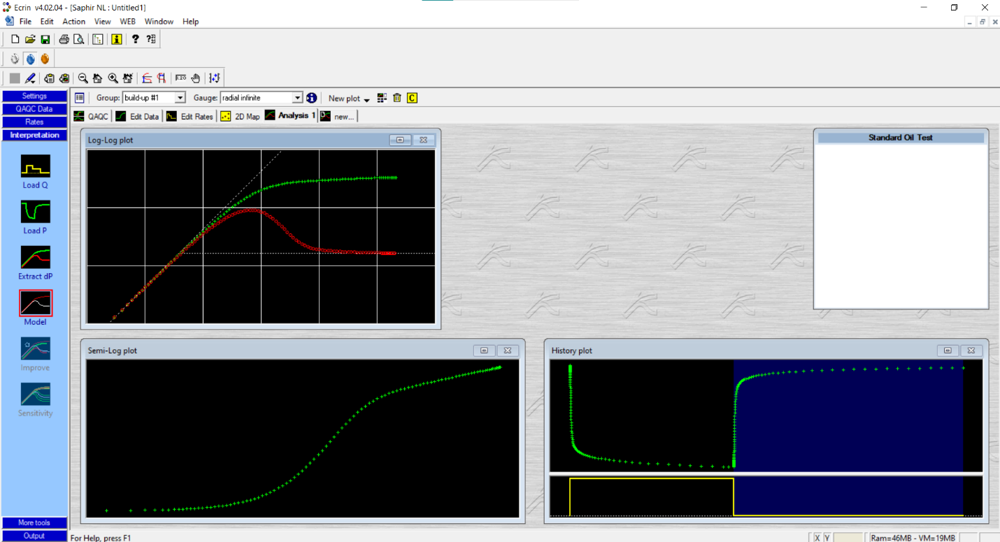 Ecrin v4.02.04 - [Saphir NL : Untitled1]
File Edit Action View WEB Window Help
Settings
QAQC Data
Rates
Interpretation
Load Q
Load P
Extract dP
Model
Improve
Sensitivity
More tools
Output
Group: build-up #1 Gauge: radial infinite New plot C
QAQC Edit Data Edit Rates 2D Map Analysis 1 new...
Log-Log plot
Standard Oil Test
Semi-Log plot
History plot
For Help, press F1
X Y Ram=46MB - VM=19MB